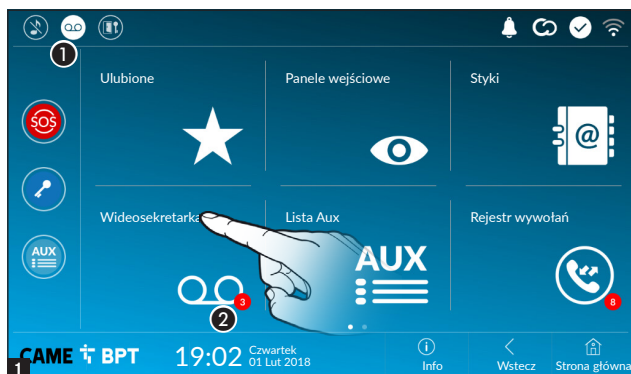 1
Ulubione
Panele wejściowe
Styki
SOS
@
Wideosekretarka
Lista Aux
Rejestr wywołań
AUX
AUX
3
8
2
CAME BPT
19:02
Czwartek
01 Lut 2018
i
Info
Wstecz
Strona główna
1